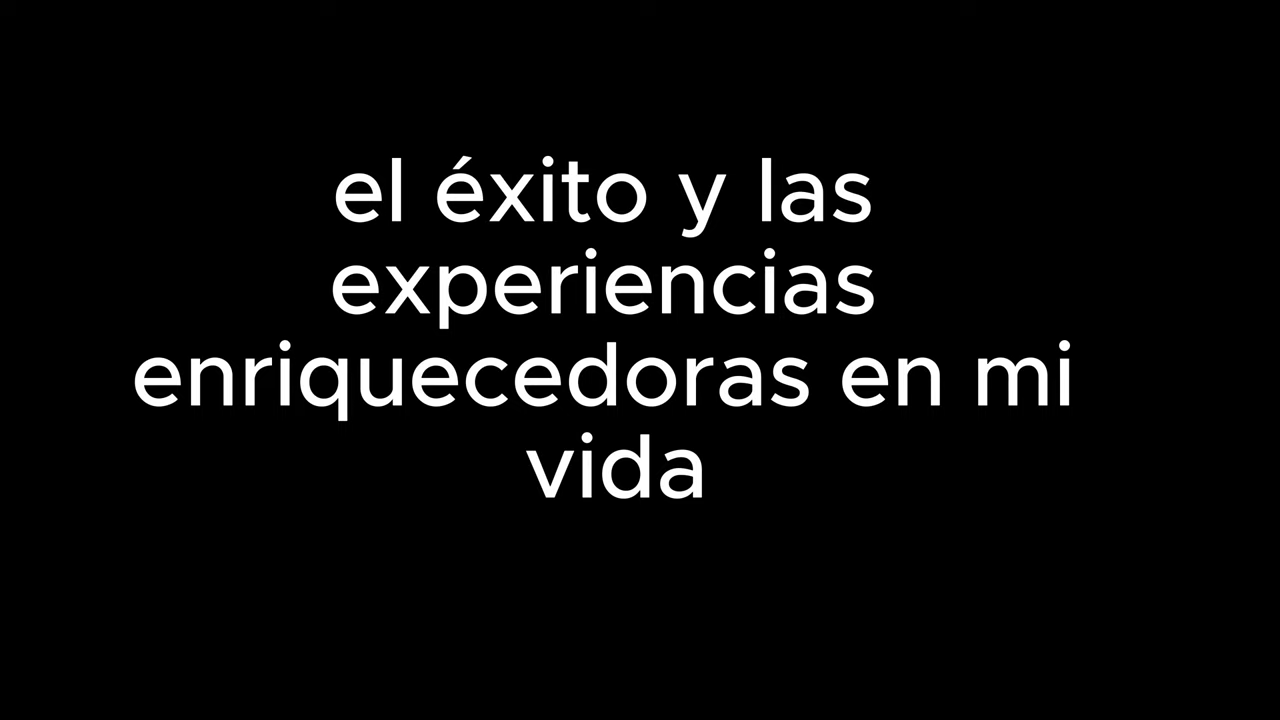 el éxito y las
experiencias
enriquecedoras en mi
vida